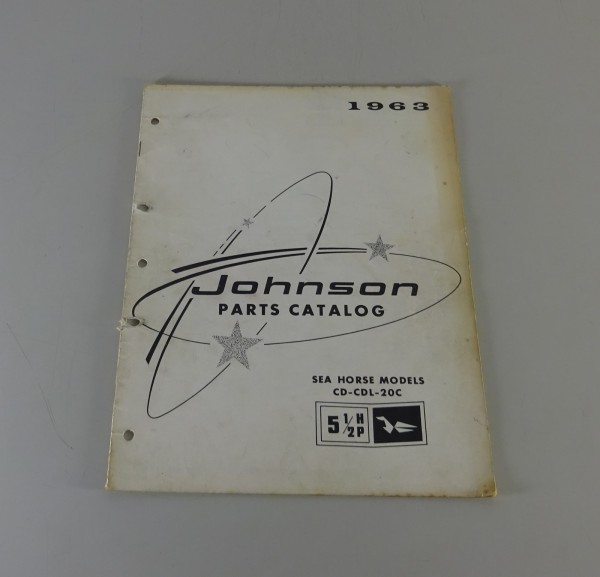 1963
Johnson
PARTS CATALOG
SEA HORSE MODELS
CD-CDL-20C
5 1/2 HP